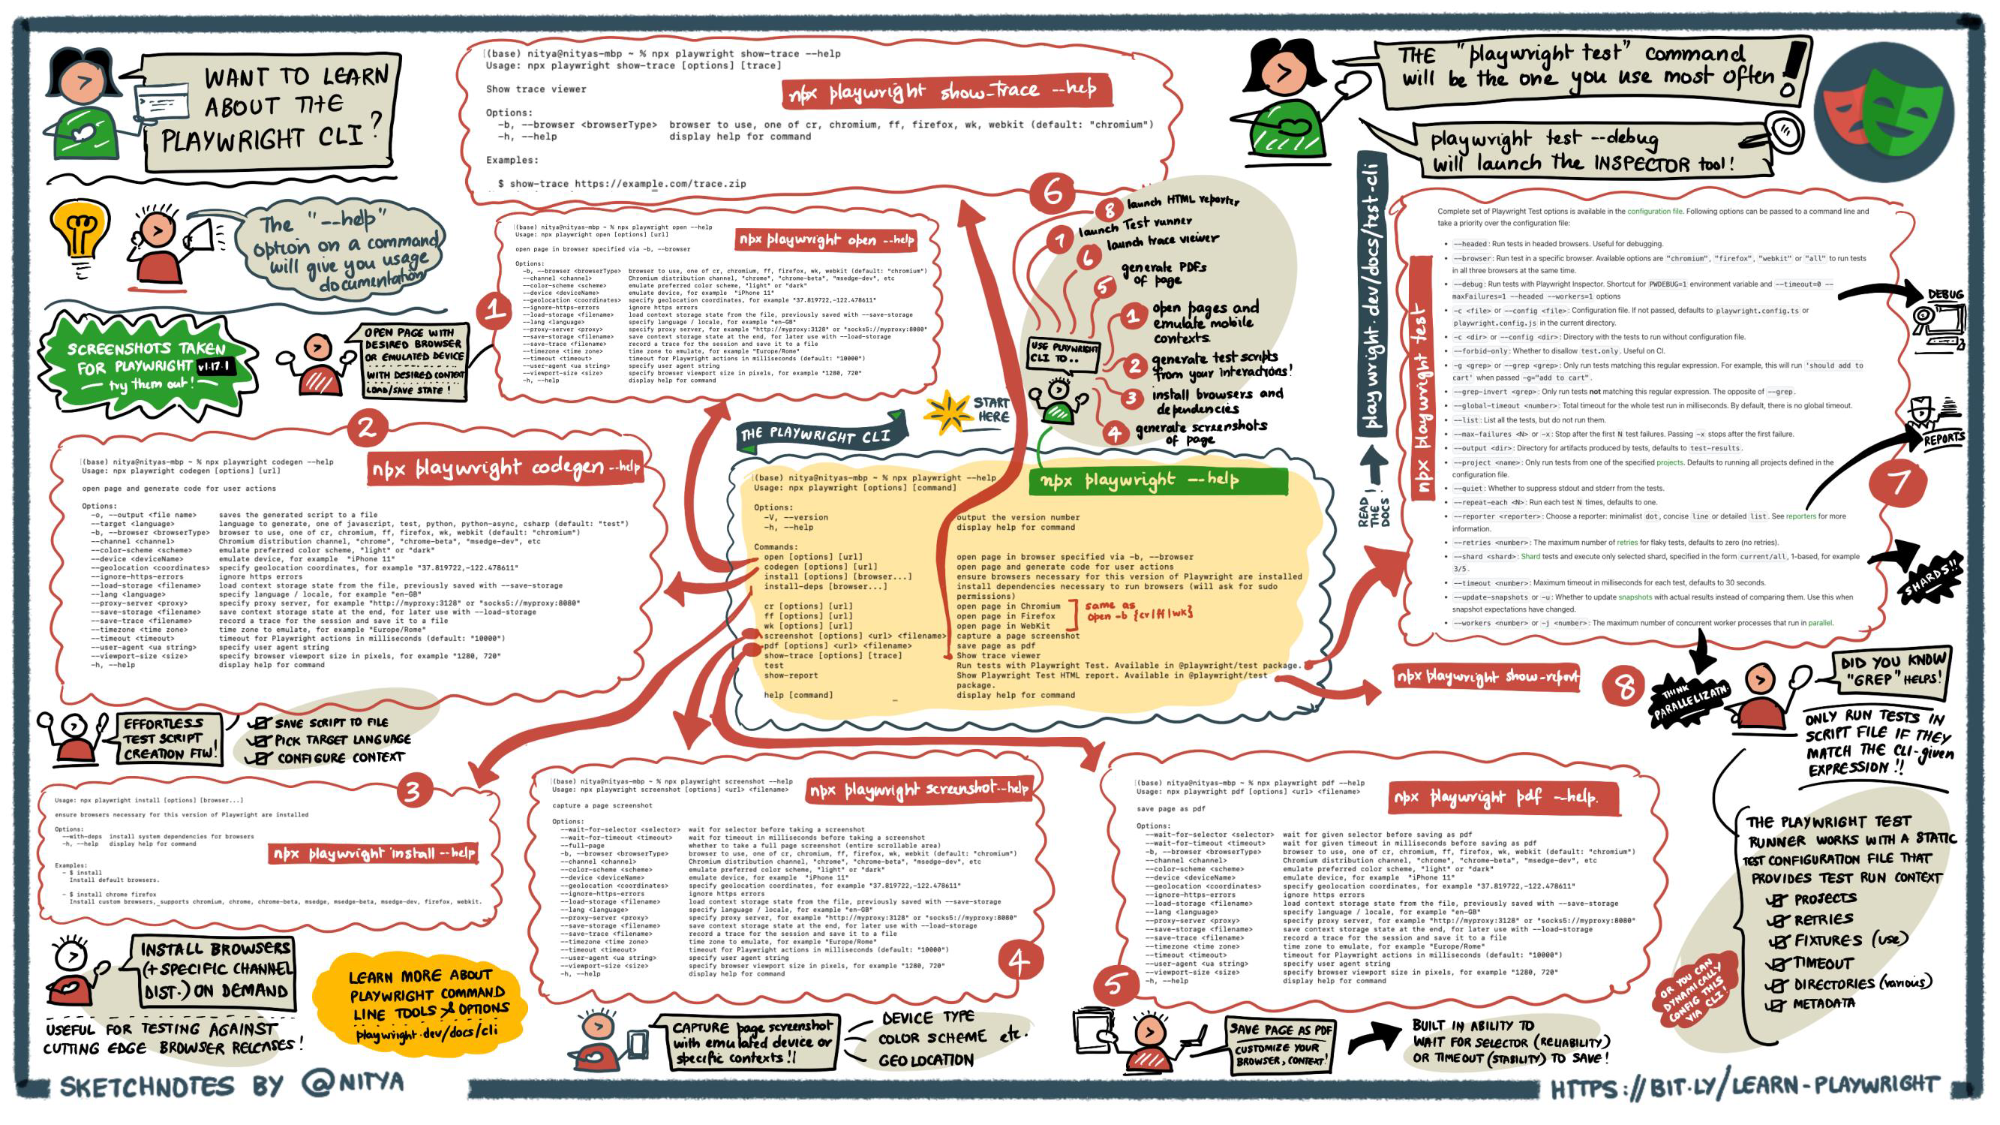 WANT TO LEARN
ABOUT THE
PLAYWRIGHT CLI?
The "--help"
option on a command
will give you usage
documentation
SCREENSHOTS TAKEN
FOR PLAYWRIGHT v1.17.1
try them out!
OPEN PAGE WITH
DESIRED BROWSER
OR EMULATED DEVICE
WITH DESIRED CONTEXT
LOAD/SAVE STATE!
(base) nitya@nityas-mbp ~ % npx playwright show-trace --help
Usage: npx playwright show-trace [options] [trace]
npx playwright show-trace --help
Show trace viewer
Options:
-b, --browser <browserType>  browser to use, one of cr, chromium, ff, firefox, wk, webkit (default: "chromium")
-h, --help  display help for command
Examples:
$ show-trace https://example.com/trace.zip
6
1
(base) nitya@nityas-mbp ~ % npx playwright open --help
Usage: npx playwright open [options] [url]
npx playwright open --help
open page in browser specified via -b, --browser
Options:
-b, --browser <browserType>  browser to use, one of cr, chromium, ff, firefox, wk, webkit (default: "chromium")
--channel <channel>  Chromium distribution channel, "chrome", "chrome-beta", "msedge-dev", etc
--color-scheme <scheme>  emulate preferred color scheme, "light" or "dark"
--device <deviceName>  emulate device, for example "iPhone 11"
--geolocation <coordinates>  specify geolocation coordinates, for example "37.819722,-122.478611"
--ignore-https-errors  ignore https errors
--load-storage <filename>  load context storage state from the file, previously saved with --save-storage
--lang <language>  specify language / locale, for example "en-GB"
--proxy-server <proxy>  specify proxy server, for example "http://myproxy:3128" or "socks5://myproxy:8080"
--save-storage <filename>  save context storage state at the end, for later use with --load-storage
--save-trace <filename>  record a trace for the session and save it to a file
--timezone <time zone>  time zone to emulate, for example "Europe/Rome"
--timeout <timeout>  timeout for Playwright actions in milliseconds (default: "10000")
--user-agent <ua string>  specify user agent string
--viewport-size <size>  specify browser viewport size in pixels, for example "1280, 720"
-h, --help  display help for command
8 launch HTML reporter
7 launch Test runner
6 launch trace viewer
5 generate PDFs
of page
1 open pages and
emulate mobile
contexts.
2 generate test scripts
from your interactions!
3 install browsers and
dependencies
4 generate screenshots
of page
USE PLAYWRIGHT
CLI TO..
START
HERE
THE PLAYWRIGHT CLI
THE "playwright test" command
will be the one you use most often!
playwright test --debug
will launch the INSPECTOR tool!
READ THE DOCS!
playwright.dev/docs/test-cli
npx playwright test
Complete set of Playwright Test options is available in the configuration file. Following options can be passed to a command line and
take a priority over the configuration file:
• --headed: Run tests in headed browsers. Useful for debugging.
• --browser: Run test in a specific browser. Available options are "chromium", "firefox", "webkit" or "all" to run tests
in all three browsers at the same time.
• --debug: Run tests with Playwright Inspector. Shortcut for PWDEBUG=1 environment variable and --timeout=0 --
maxFailures=1 --headed --workers=1 options
• -c <file> or --config <file>: Configuration file. If not passed, defaults to playwright.config.ts or
playwright.config.js in the current directory.
• -c <dir> or --config <dir>: Directory with the tests to run without configuration file.
• --forbid-only: Whether to disallow test.only. Useful on CI.
• -g <grep> or --grep <grep>: Only run tests matching this regular expression. For example, this will run 'should add to
cart' when passed -g="add to cart".
• --grep-invert <grep>: Only run tests not matching this regular expression. The opposite of --grep.
• --global-timeout <number>: Total timeout for the whole test run in milliseconds. By default, there is no global timeout.
• --list: List all the tests, but do not run them.
• --max-failures <N> or -x: Stop after the first N test failures. Passing -x stops after the first failure.
• --output <dir>: Directory for artifacts produced by tests, defaults to test-results.
• --project <name>: Only run tests from one of the specified projects. Defaults to running all projects defined in the
configuration file.
• --quiet: Whether to suppress stdout and stderr from the tests.
• --repeat-each <N>: Run each test N times, defaults to one.
• --reporter <reporter>: Choose a reporter: minimalist dot, concise line or detailed list. See reporters for more
information.
• --retries <number>: The maximum number of retries for flaky tests, defaults to zero (no retries).
• --shard <shard>: Shard tests and execute only selected shard, specified in the form current/all, 1-based, for example
3/5.
• --timeout <number>: Maximum timeout in milliseconds for each test, defaults to 30 seconds.
• --update-snapshots or -u: Whether to update snapshots with actual results instead of comparing them. Use this when
snapshot expectations have changed.
• --workers <number> or -j <number>: The maximum number of concurrent worker processes that run in parallel.
DEBUG
REPORTS
7
SHARDS!!
THINK
PARALLELIZATN.
2
(base) nitya@nityas-mbp ~ % npx playwright codegen --help
Usage: npx playwright codegen [options] [url]
npx playwright codegen --help
open page and generate code for user actions
Options:
-o, --output <file name>  saves the generated script to a file
--target <language>  language to generate, one of javascript, test, python, python-async, csharp (default: "test")
-b, --browser <browserType>  browser to use, one of cr, chromium, ff, firefox, wk, webkit (default: "chromium")
--channel <channel>  Chromium distribution channel, "chrome", "chrome-beta", "msedge-dev", etc
--color-scheme <scheme>  emulate preferred color scheme, "light" or "dark"
--device <deviceName>  emulate device, for example "iPhone 11"
--geolocation <coordinates>  specify geolocation coordinates, for example "37.819722,-122.478611"
--ignore-https-errors  ignore https errors
--load-storage <filename>  load context storage state from the file, previously saved with --save-storage
--lang <language>  specify language / locale, for example "en-GB"
--proxy-server <proxy>  specify proxy server, for example "http://myproxy:3128" or "socks5://myproxy:8080"
--save-storage <filename>  save context storage state at the end, for later use with --load-storage
--save-trace <filename>  record a trace for the session and save it to a file
--timezone <time zone>  time zone to emulate, for example "Europe/Rome"
--timeout <timeout>  timeout for Playwright actions in milliseconds (default: "10000")
--user-agent <ua string>  specify user agent string
--viewport-size <size>  specify browser viewport size in pixels, for example "1280, 720"
-h, --help  display help for command
(base) nitya@nityas-mbp ~ % npx playwright --help
Usage: npx playwright [options] [command]
npx playwright --help
Options:
-V, --version  output the version number
-h, --help  display help for command
Commands:
open [options] [url]  open page in browser specified via -b, --browser
codegen [options] [url]  open page and generate code for user actions
install [options] [browser...]  ensure browsers necessary for this version of Playwright are installed
install-deps [browser...]  install dependencies necessary to run browsers (will ask for sudo
permissions)
cr [options] [url]  open page in Chromium
ff [options] [url]  open page in Firefox
wk [options] [url]  open page in WebKit
same as
open -b {cr|ff|wk}
screenshot [options] <url> <filename>  capture a page screenshot
pdf [options] <url> <filename>  save page as pdf
show-trace [options] [trace]  Show trace viewer
test  Run tests with Playwright Test. Available in @playwright/test package.
show-report  Show Playwright Test HTML report. Available in @playwright/test
package.
help [command]  display help for command
npx playwright show-report
8
EFFORTLESS
TEST SCRIPT
CREATION FTW!
SAVE SCRIPT TO FILE
PICK TARGET LANGUAGE
CONFIGURE CONTEXT
3
Usage: npx playwright install [options] [browser...]
ensure browsers necessary for this version of Playwright are installed
Options:
--with-deps  install system dependencies for browsers
-h, --help  display help for command
npx playwright install --help
Examples:
- $ install
Install default browsers.
- $ install chrome firefox
Install custom browsers, supports chromium, chrome, chrome-beta, msedge, msedge-beta, msedge-dev, firefox, webkit.
INSTALL BROWSERS
(+ SPECIFIC CHANNEL
DIST.) ON DEMAND
USEFUL FOR TESTING AGAINST
CUTTING EDGE BROWSER RELEASES!
LEARN MORE ABOUT
PLAYWRIGHT COMMAND
LINE TOOLS & OPTIONS
playwright.dev/docs/cli
(base) nitya@nityas-mbp ~ % npx playwright screenshot --help
Usage: npx playwright screenshot [options] <url> <filename>
npx playwright screenshot --help
capture a page screenshot
Options:
--wait-for-selector <selector>  wait for selector before taking a screenshot
--wait-for-timeout <timeout>  wait for timeout in milliseconds before taking a screenshot
--full-page  whether to take a full page screenshot (entire scrollable area)
-b, --browser <browserType>  browser to use, one of cr, chromium, ff, firefox, wk, webkit (default: "chromium")
--channel <channel>  Chromium distribution channel, "chrome", "chrome-beta", "msedge-dev", etc
--color-scheme <scheme>  emulate preferred color scheme, "light" or "dark"
--device <deviceName>  emulate device, for example "iPhone 11"
--geolocation <coordinates>  specify geolocation coordinates, for example "37.819722,-122.478611"
--ignore-https-errors  ignore https errors
--load-storage <filename>  load context storage state from the file, previously saved with --save-storage
--lang <language>  specify language / locale, for example "en-GB"
--proxy-server <proxy>  specify proxy server, for example "http://myproxy:3128" or "socks5://myproxy:8080"
--save-storage <filename>  save context storage state at the end, for later use with --load-storage
--save-trace <filename>  record a trace for the session and save it to a file
--timezone <time zone>  time zone to emulate, for example "Europe/Rome"
--timeout <timeout>  timeout for Playwright actions in milliseconds (default: "10000")
--user-agent <ua string>  specify user agent string
--viewport-size <size>  specify browser viewport size in pixels, for example "1280, 720"
-h, --help  display help for command
4
CAPTURE page screenshot
with emulated device or
specific contexts!!
DEVICE TYPE
COLOR SCHEME etc.
GEO LOCATION
(base) nitya@nityas-mbp ~ % npx playwright pdf --help
Usage: npx playwright pdf [options] <url> <filename>
npx playwright pdf --help.
save page as pdf
Options:
--wait-for-selector <selector>  wait for given selector before saving as pdf
--wait-for-timeout <timeout>  wait for given timeout in milliseconds before saving as pdf
-b, --browser <browserType>  browser to use, one of cr, chromium, ff, firefox, wk, webkit (default: "chromium")
--channel <channel>  Chromium distribution channel, "chrome", "chrome-beta", "msedge-dev", etc
--color-scheme <scheme>  emulate preferred color scheme, "light" or "dark"
--device <deviceName>  emulate device, for example "iPhone 11"
--geolocation <coordinates>  specify geolocation coordinates, for example "37.819722,-122.478611"
--ignore-https-errors  ignore https errors
--load-storage <filename>  load context storage state from the file, previously saved with --save-storage
--lang <language>  specify language / locale, for example "en-GB"
--proxy-server <proxy>  specify proxy server, for example "http://myproxy:3128" or "socks5://myproxy:8080"
--save-storage <filename>  save context storage state at the end, for later use with --load-storage
--save-trace <filename>  record a trace for the session and save it to a file
--timezone <time zone>  time zone to emulate, for example "Europe/Rome"
--timeout <timeout>  timeout for Playwright actions in milliseconds (default: "10000")
--user-agent <ua string>  specify user agent string
--viewport-size <size>  specify browser viewport size in pixels, for example "1280, 720"
-h, --help  display help for command
5
SAVE PAGE AS PDF
CUSTOMIZE YOUR
BROWSER, CONTEXT!
BUILT IN ABILITY TO
WAIT FOR SELECTOR (RELIABILITY)
OR TIMEOUT (STABILITY) TO SAVE!
DID YOU KNOW
"GREP" HELPS!
ONLY RUN TESTS IN
SCRIPT FILE IF THEY
MATCH THE CLI-given
EXPRESSION!!
THE PLAYWRIGHT TEST
RUNNER WORKS WITH A STATIC
TEST CONFIGURATION FILE THAT
PROVIDES TEST RUN CONTEXT
PROJECTS
RETRIES
FIXTURES (use)
TIMEOUT
DIRECTORIES (various)
METADATA
OR YOU CAN
DYNAMICALLY
CONFIG THIS
VIA CLI!
SKETCHNOTES BY @NITYA
HTTPS://BIT.LY/LEARN-PLAYWRIGHT